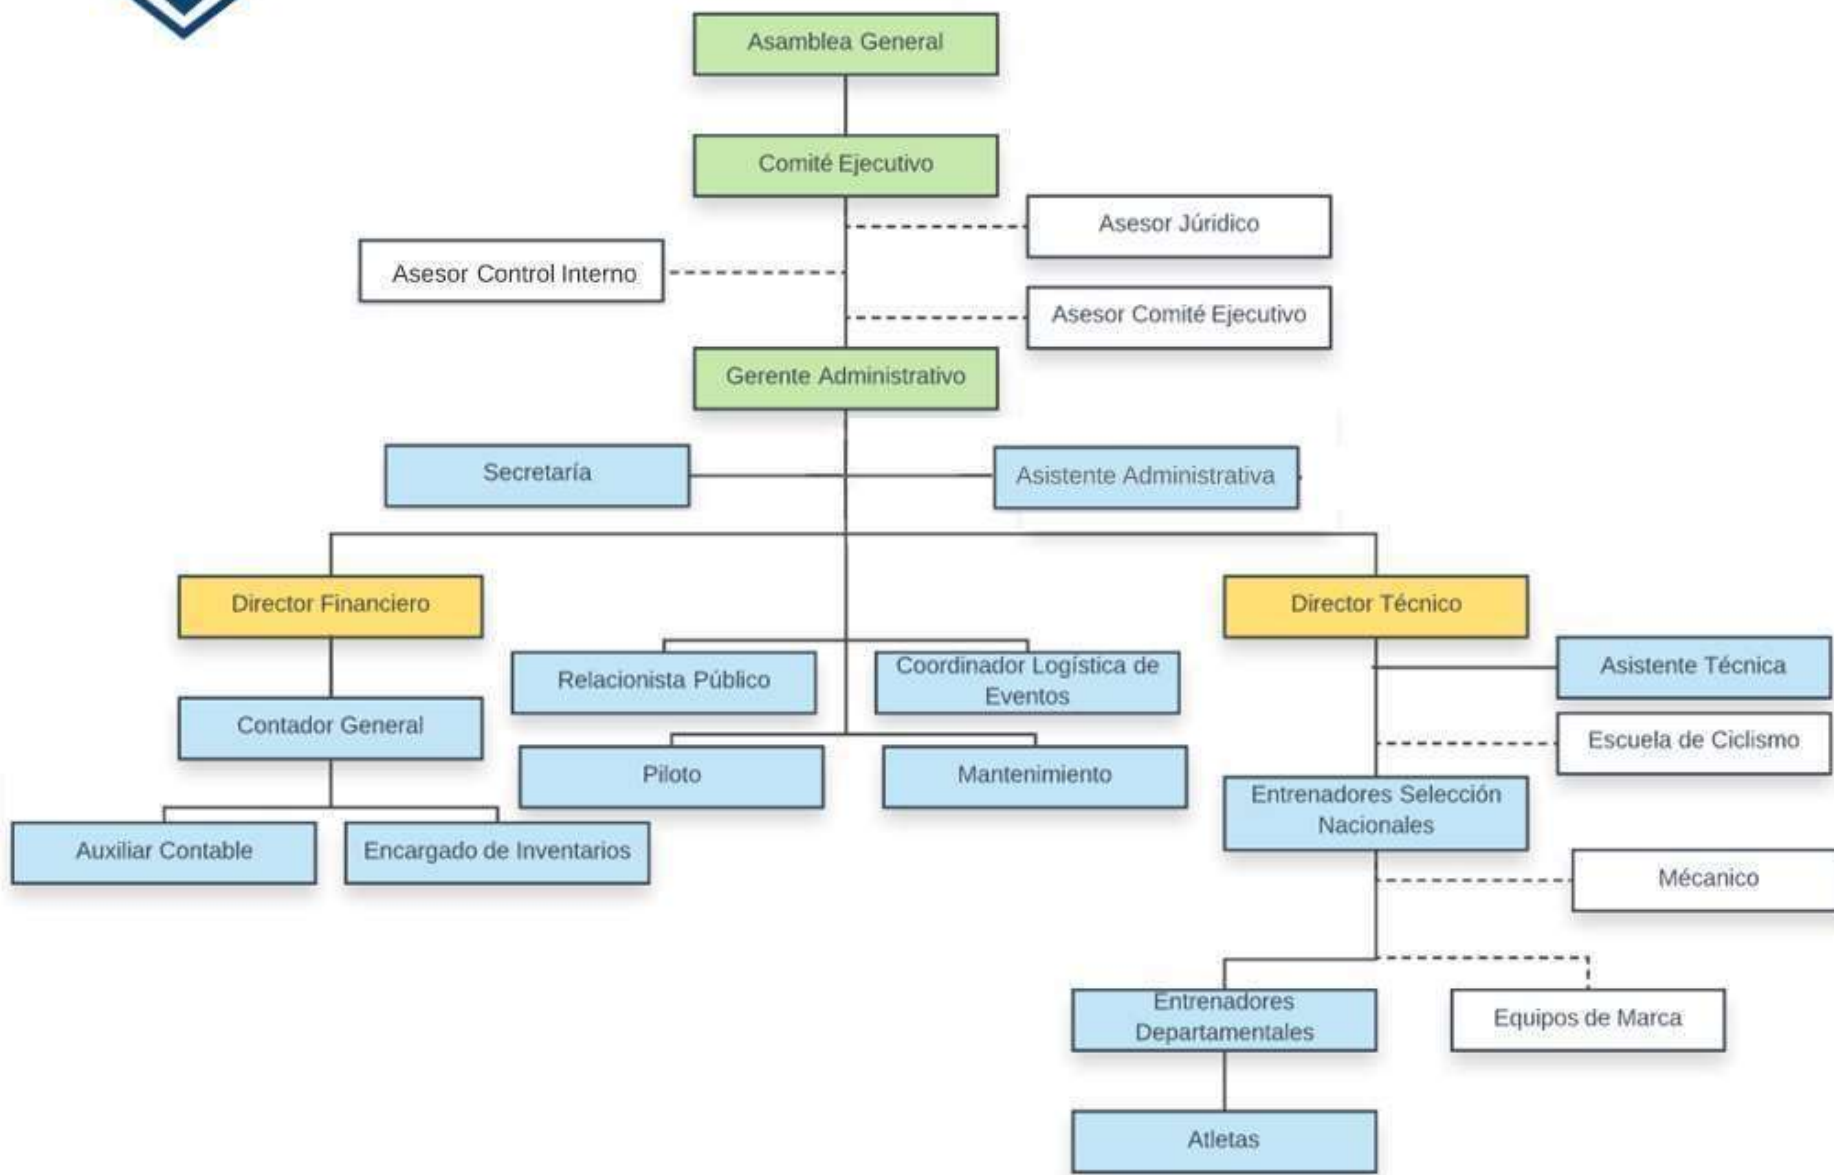 Asamblea General
Comité Ejecutivo
Asesor Júridico
Asesor Control Interno
Asesor Comité Ejecutivo
Gerente Administrativo
Secretaría
Asistente Administrativa
Director Financiero
Director Técnico
Relacionista Público
Coordinador Logística de
Eventos
Asistente Técnica
Contador General
Escuela de Ciclismo
Piloto
Mantenimiento
Entrenadores Selección
Nacionales
Auxiliar Contable
Encargado de Inventarios
Mécanico
Entrenadores
Departamentales
Equipos de Marca
Atletas